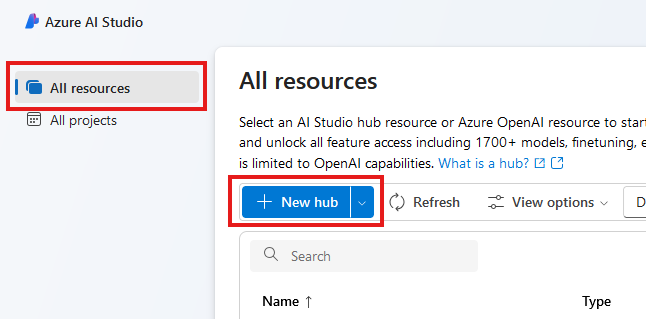 Azure AI Studio
All resources
All projects
All resources
Select an AI Studio hub resource or Azure OpenAI resource to star
and unlock all feature access including 1700+ models, finetuning, e
is limited to OpenAI capabilities. What is a hub?
New hub
Refresh
View options
D
Search
Name ↑
Type